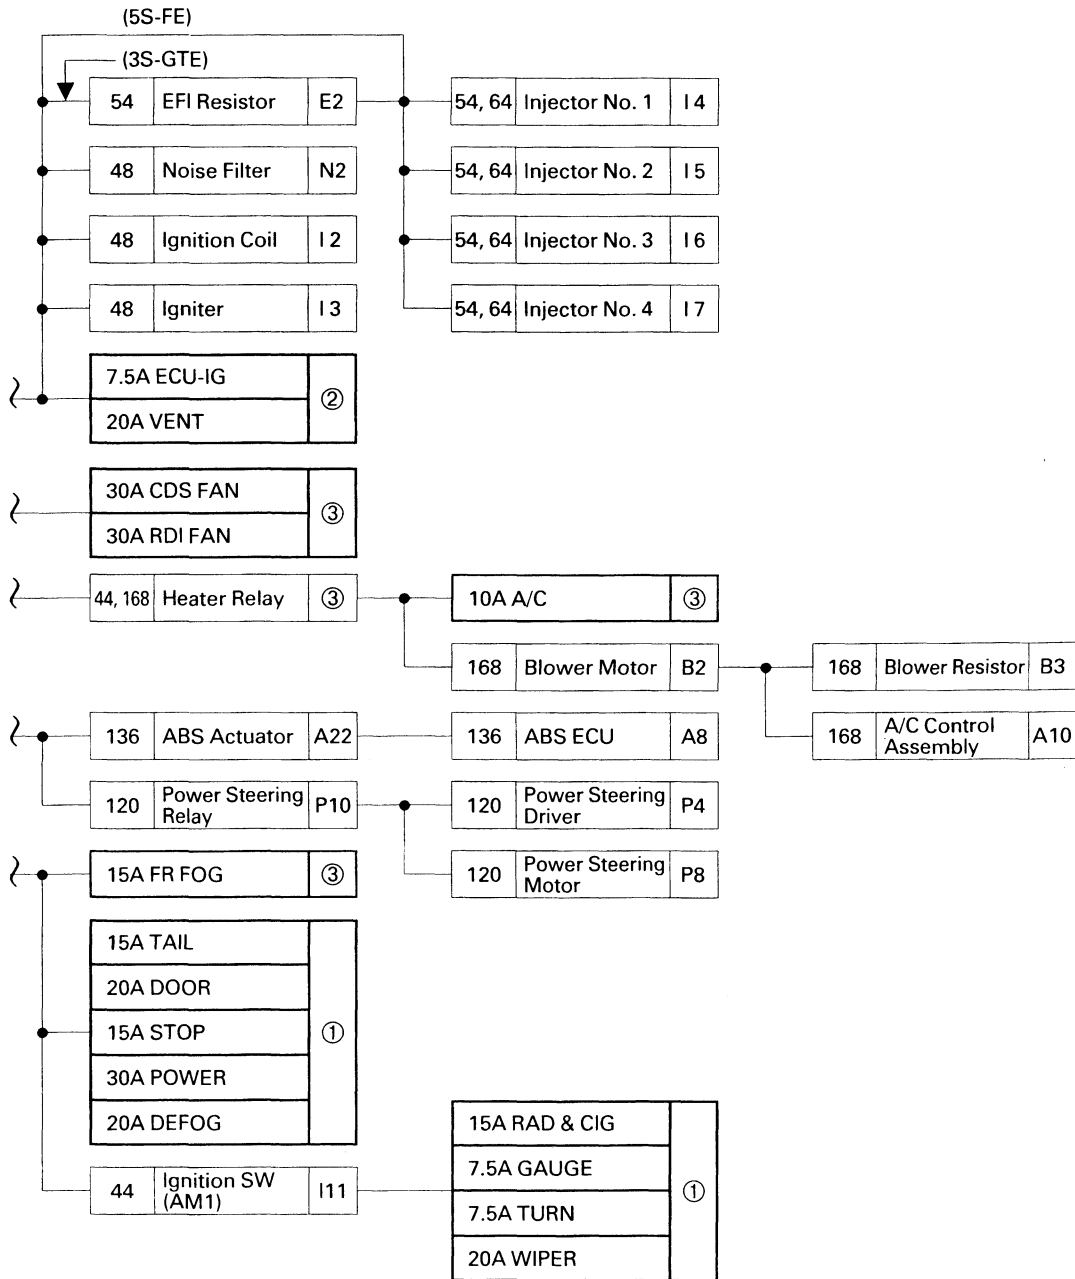 (5S-FE)
(3S-GTE)
54 EFI Resistor E2
54, 64 Injector No. 1 I 4
48 Noise Filter N2
54, 64 Injector No. 2 I 5
48 Ignition Coil I 2
54, 64 Injector No. 3 I 6
48 Igniter I 3
54, 64 Injector No. 4 I 7
7.5A ECU-IG
②
20A VENT
30A CDS FAN
③
30A RDI FAN
44, 168 Heater Relay ③
10A A/C ③
168 Blower Motor B2
168 Blower Resistor B3
136 ABS Actuator A22
136 ABS ECU A8
168 A/C Control
Assembly A10
120 Power Steering
Relay P10
120 Power Steering
Driver P4
15A FR FOG ③
120 Power Steering
Motor P8
15A TAIL
20A DOOR
15A STOP ①
30A POWER
20A DEFOG
44 Ignition SW
(AM1) I11
15A RAD & CIG
7.5A GAUGE
①
7.5A TURN
20A WIPER